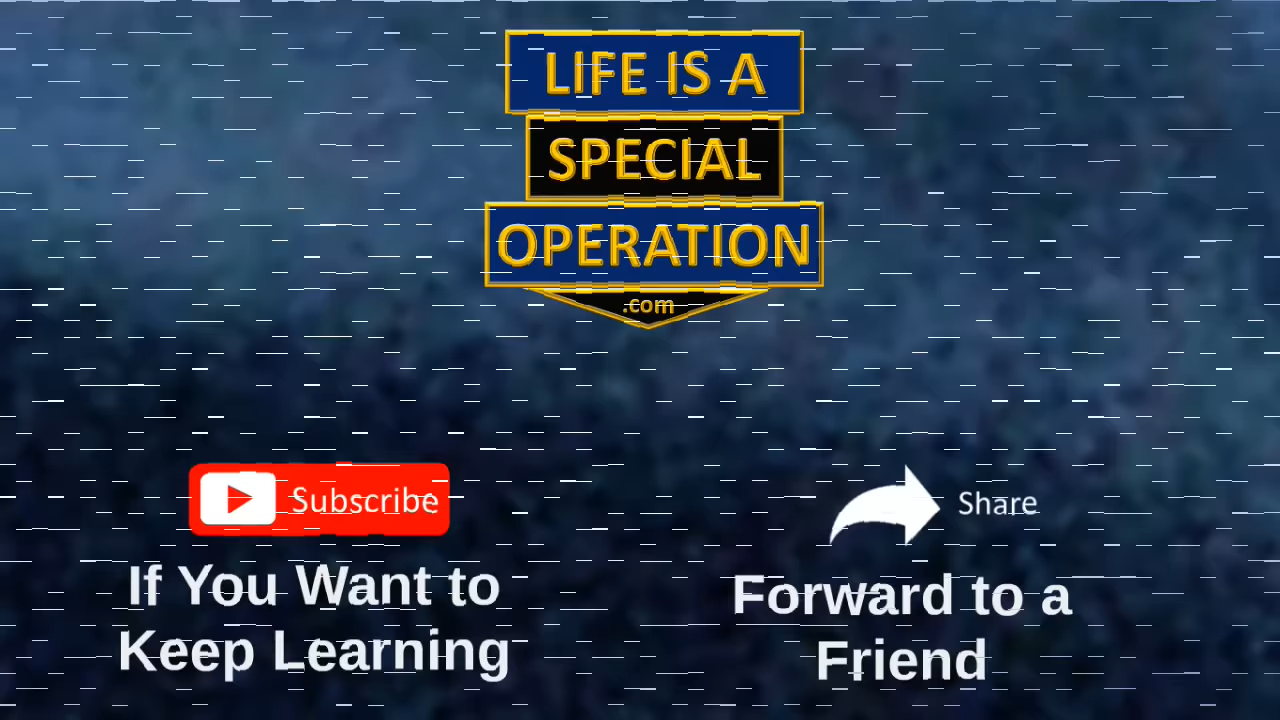 LIFE IS A
SPECIAL
OPERATION
.com
Subscribe
If You Want to
Keep Learning
Share
Forward to a
Friend